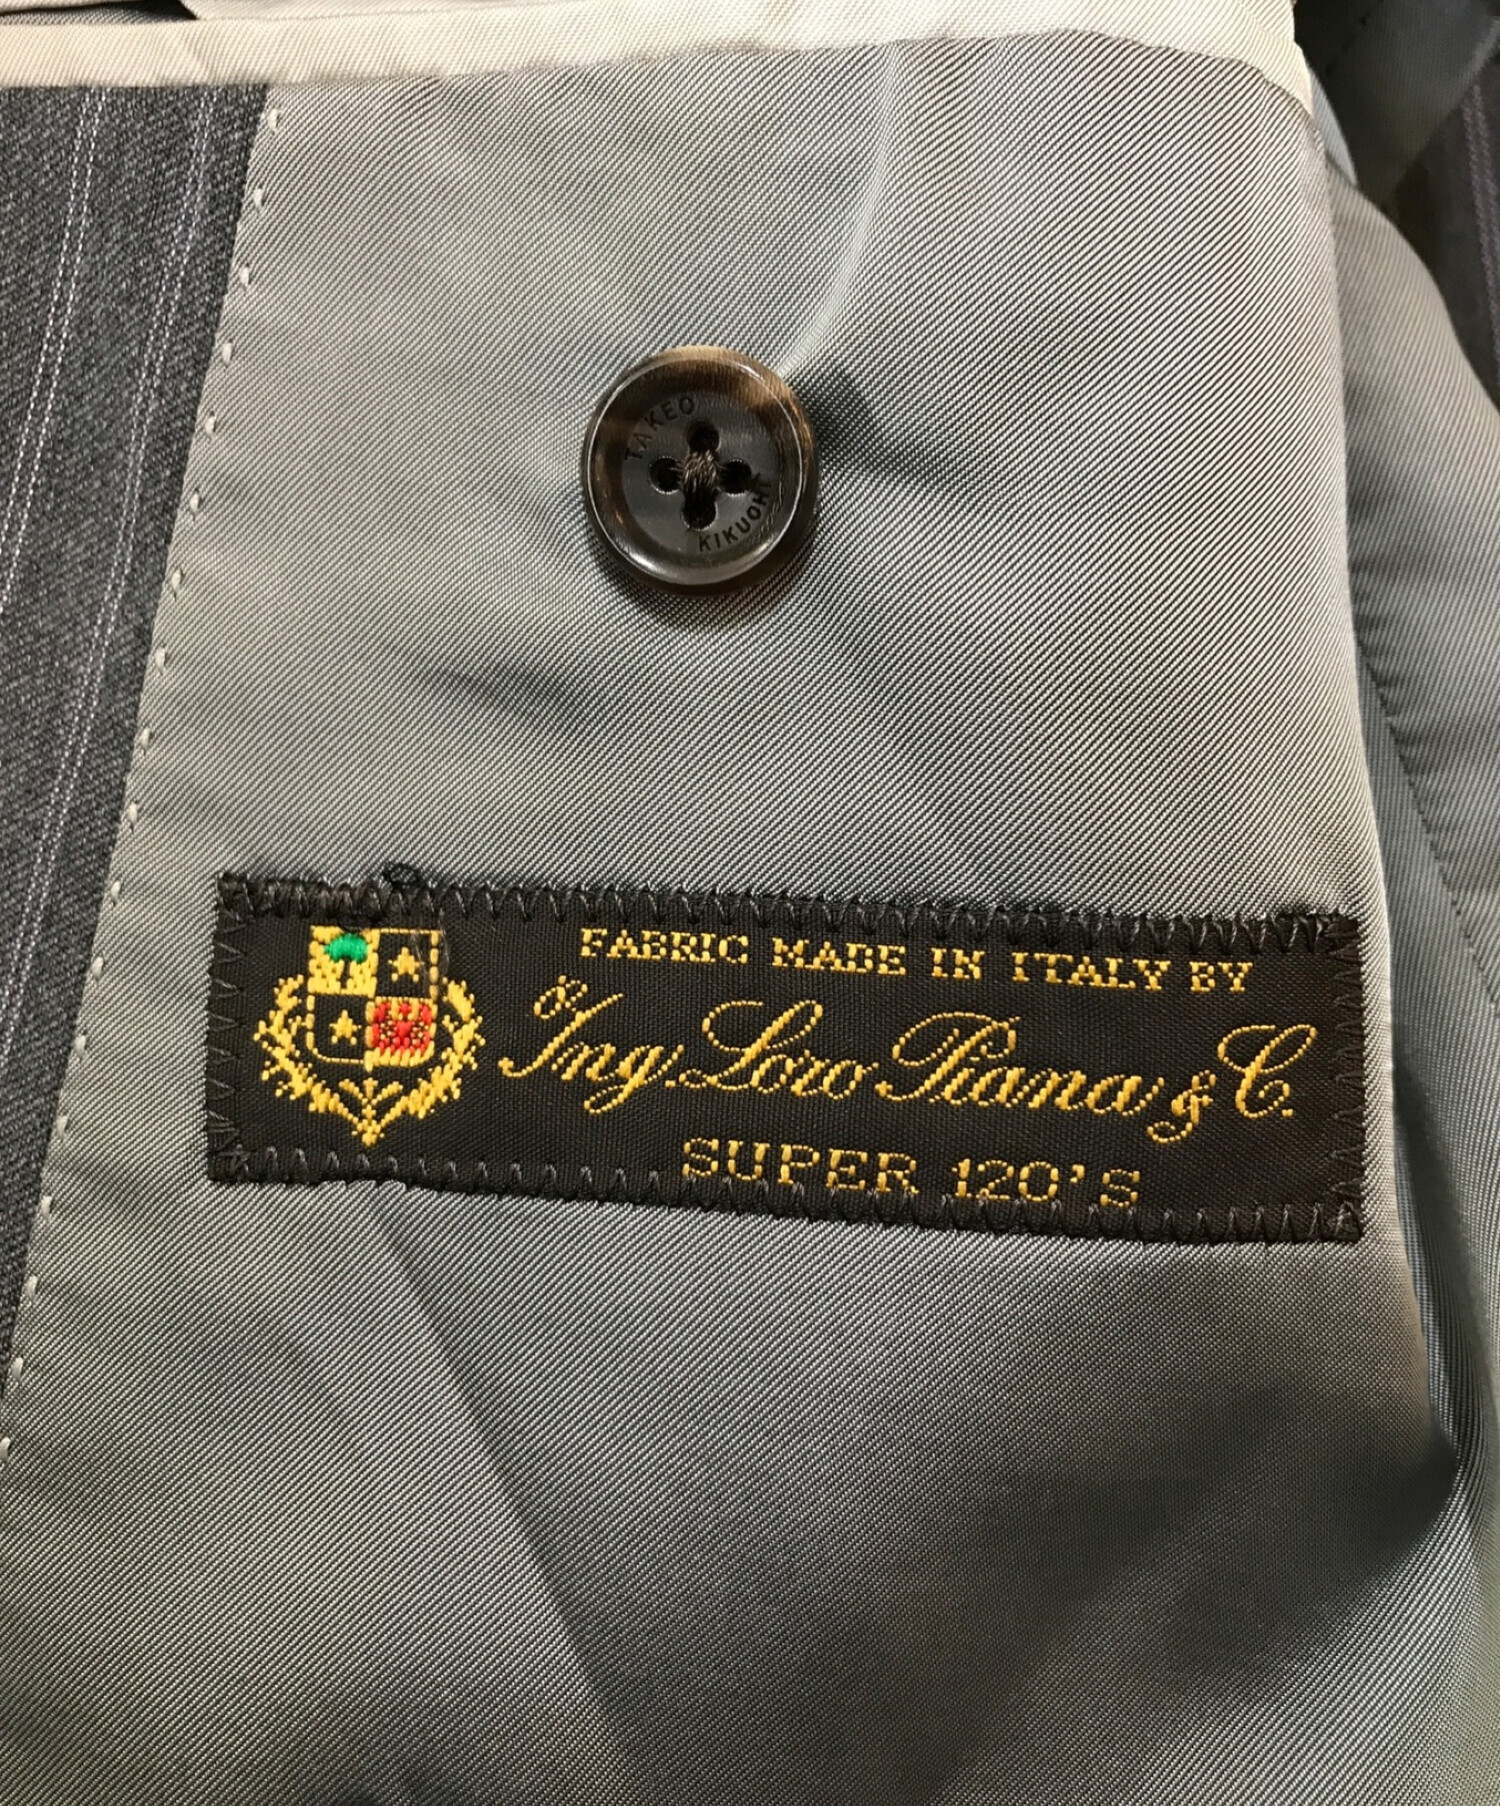 TAKEO
KIKUCHI
FABRIC MADE IN ITALY BY
Ing. Loro Piana & C.
SUPER 120'S